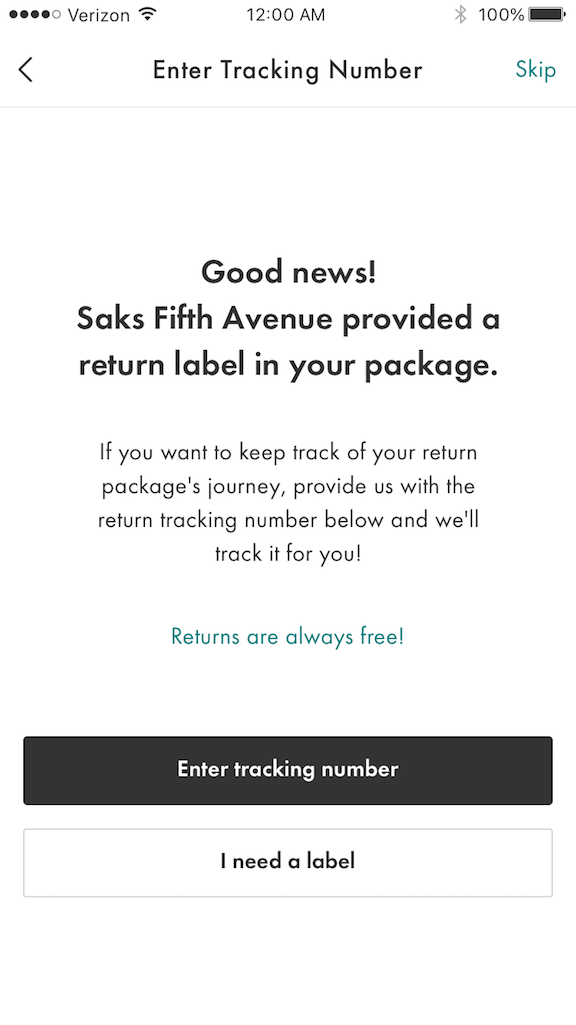 Verizon 12:00 AM 100%
Enter Tracking Number Skip
Good news!
Saks Fifth Avenue provided a
return label in your package.
If you want to keep track of your return
package's journey, provide us with the
return tracking number below and we'll
track it for you!
Returns are always free!
Enter tracking number
I need a label